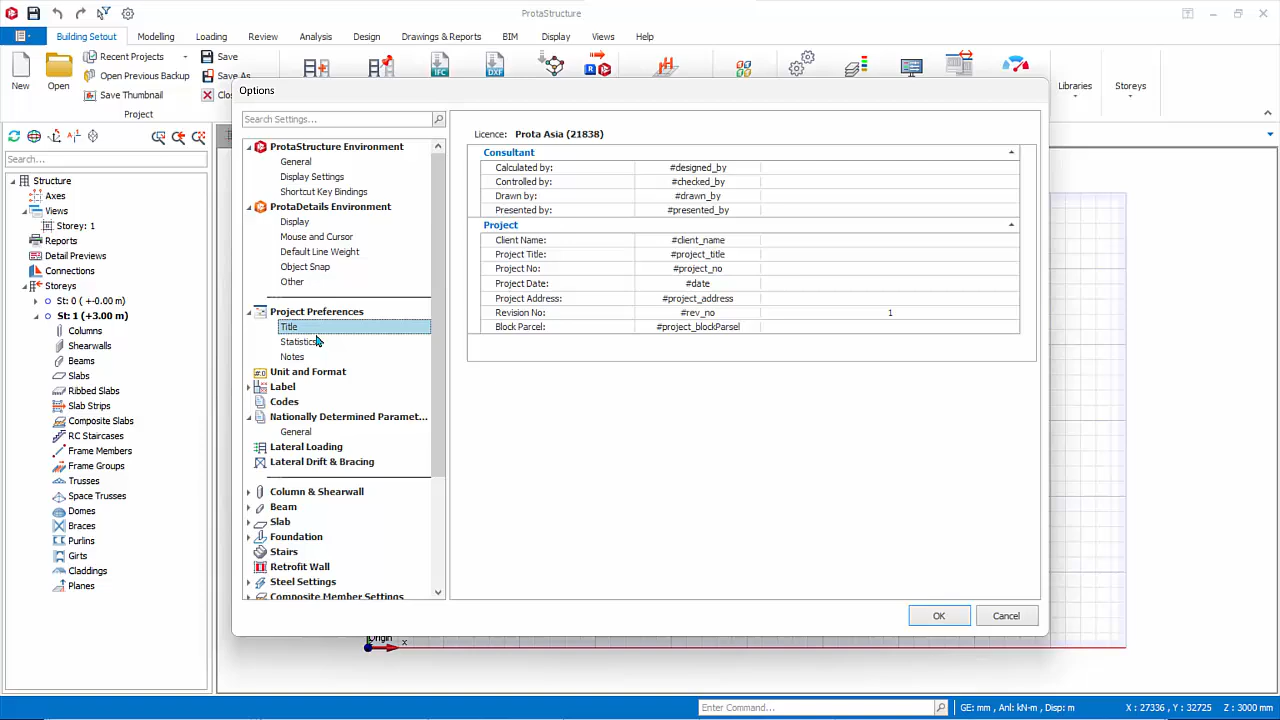 ProtaStructure
Building Setout
Modelling
Loading
Review
Analysis
Design
Drawings & Reports
BIM
Display
Views
Help
New
Open
Recent Projects
Open Previous Backup
Save Thumbnail
Save
Save As
Project
Libraries
Storeys
Search...
Structure
Axes
Views
Storey: 1
Reports
Detail Previews
Connections
Storeys
St: 0 ( +-0.00 m)
St: 1 (+3.00 m)
Columns
Shearwalls
Beams
Slabs
Ribbed Slabs
Slab Strips
Composite Slabs
RC Staircases
Frame Members
Frame Groups
Trusses
Space Trusses
Domes
Braces
Purlins
Girts
Claddings
Planes
Options
Search Settings...
ProtaStructure Environment
General
Display Settings
Shortcut Key Bindings
ProtaDetails Environment
Display
Mouse and Cursor
Default Line Weight
Object Snap
Other
Project Preferences
Title
Statistics
Notes
Unit and Format
Label
Codes
Nationally Determined Paramet...
General
Lateral Loading
Lateral Drift & Bracing
Column & Shearwall
Beam
Slab
Foundation
Stairs
Retrofit Wall
Steel Settings
Composite Member Settings
Licence: Prota Asia (21838)
Consultant
Calculated by: #designed_by
Controlled by: #checked_by
Drawn by: #drawn_by
Presented by: #presented_by
Project
Client Name: #client_name
Project Title: #project_title
Project No: #project_no
Project Date: #date
Project Address: #project_address
Revision No: #rev_no 1
Block Parcel: #project_blockParsel
OK
Cancel
Origin
x
Enter Command...
GE: mm , Anl: kN-m , Disp: m
X : 27336 , Y : 32725
Z : 3000 mm